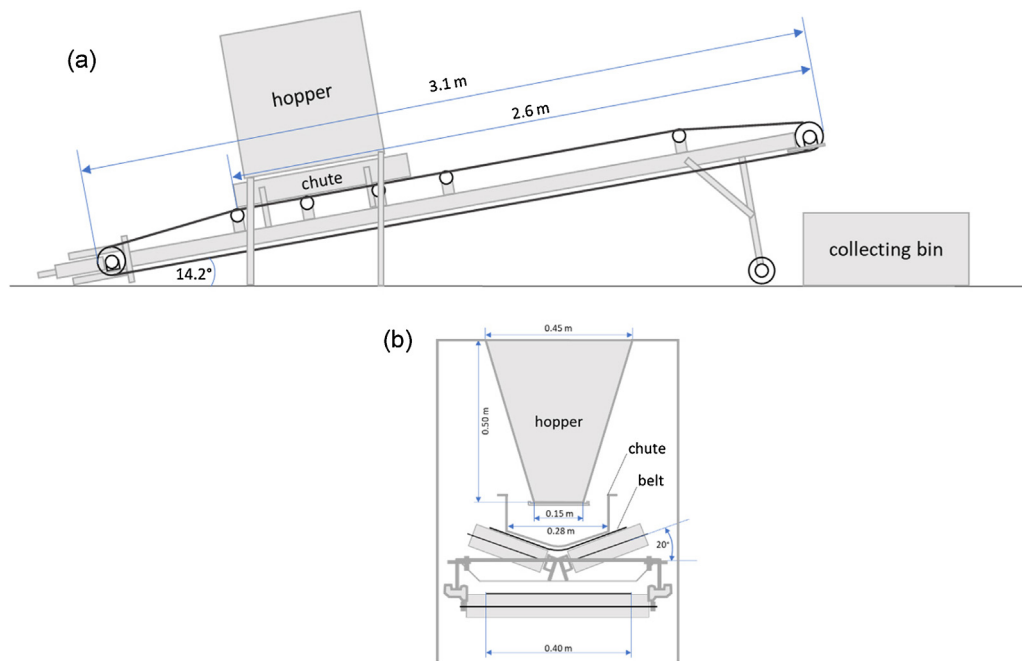 (a)
hopper
3.1 m
2.6 m
chute
14.2°
collecting bin
(b)
0.45 m
0.50 m
hopper
chute
belt
0.15 m
0.28 m
20°
0.40 m